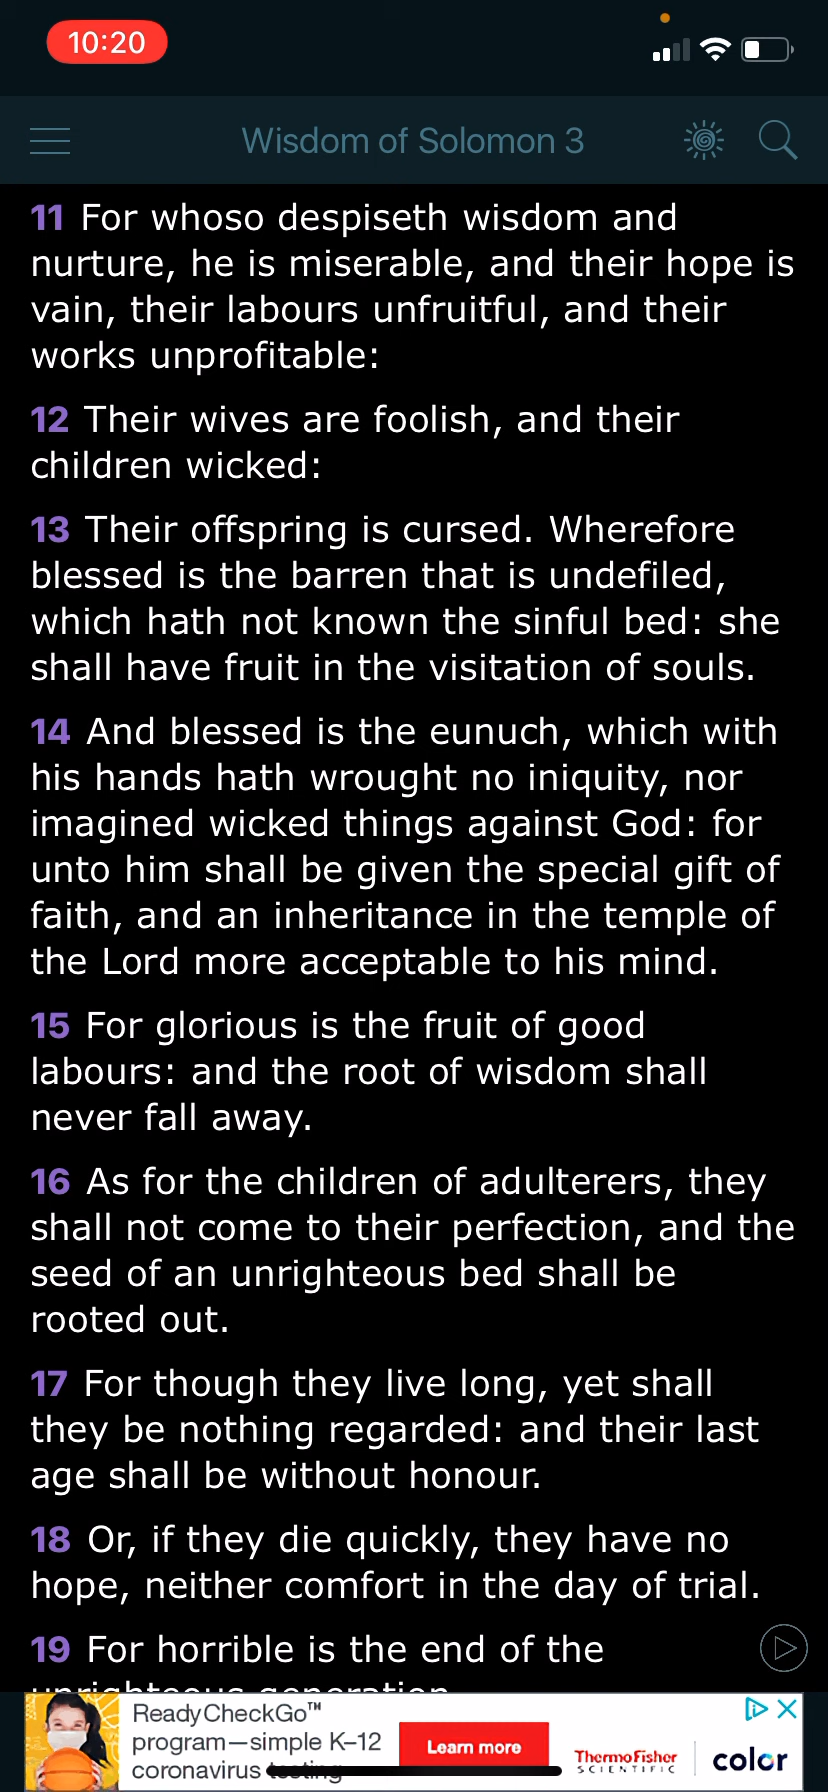 10:20
Wisdom of Solomon 3
11 For whoso despiseth wisdom and
nurture, he is miserable, and their hope is
vain, their labours unfruitful, and their
works unprofitable:
12 Their wives are foolish, and their
children wicked:
13 Their offspring is cursed. Wherefore
blessed is the barren that is undefiled,
which hath not known the sinful bed: she
shall have fruit in the visitation of souls.
14 And blessed is the eunuch, which with
his hands hath wrought no iniquity, nor
imagined wicked things against God: for
unto him shall be given the special gift of
faith, and an inheritance in the temple of
the Lord more acceptable to his mind.
15 For glorious is the fruit of good
labours: and the root of wisdom shall
never fall away.
16 As for the children of adulterers, they
shall not come to their perfection, and the
seed of an unrighteous bed shall be
rooted out.
17 For though they live long, yet shall
they be nothing regarded: and their last
age shall be without honour.
18 Or, if they die quickly, they have no
hope, neither comfort in the day of trial.
19 For horrible is the end of the
unrighteous generation
ReadyCheckGo™
program—simple K–12
coronavirus testing
Learn more
ThermoFisher
SCIENTIFIC
color